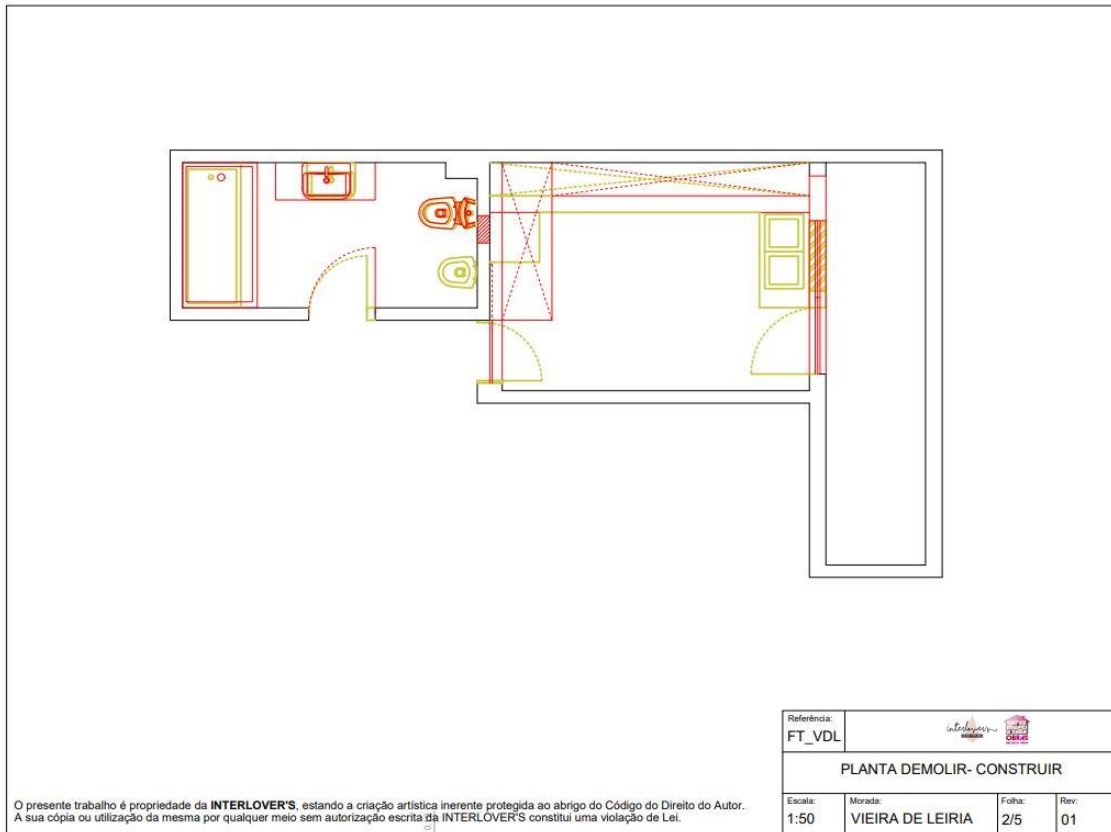 Referência:
FT_VDL
interlovers
OBRAS
PLANTA DEMOLIR- CONSTRUIR
Escala:
1:50
Morada:
VIEIRA DE LEIRIA
Folha:
2/5
Rev:
01
O presente trabalho é propriedade da INTERLOVER'S, estando a criação artística inerente protegida ao abrigo do Código do Direito do Autor.
A sua cópia ou utilização da mesma por qualquer meio sem autorização escrita da INTERLOVER'S constitui uma violação de Lei.